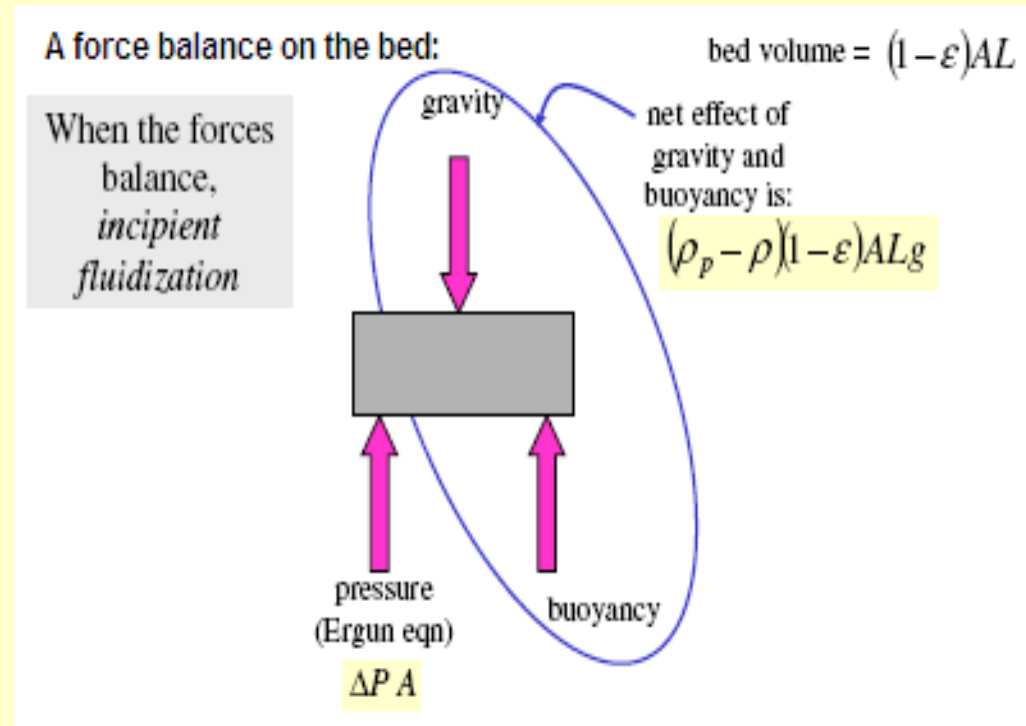 A force balance on the bed:
bed volume = (1 − ε)AL
When the forces
balance,
incipient
fluidization
gravity
net effect of
gravity and
buoyancy is:
(ρₚ − ρ)(1 − ε)ALg
pressure
(Ergun eqn)
ΔP A
buoyancy